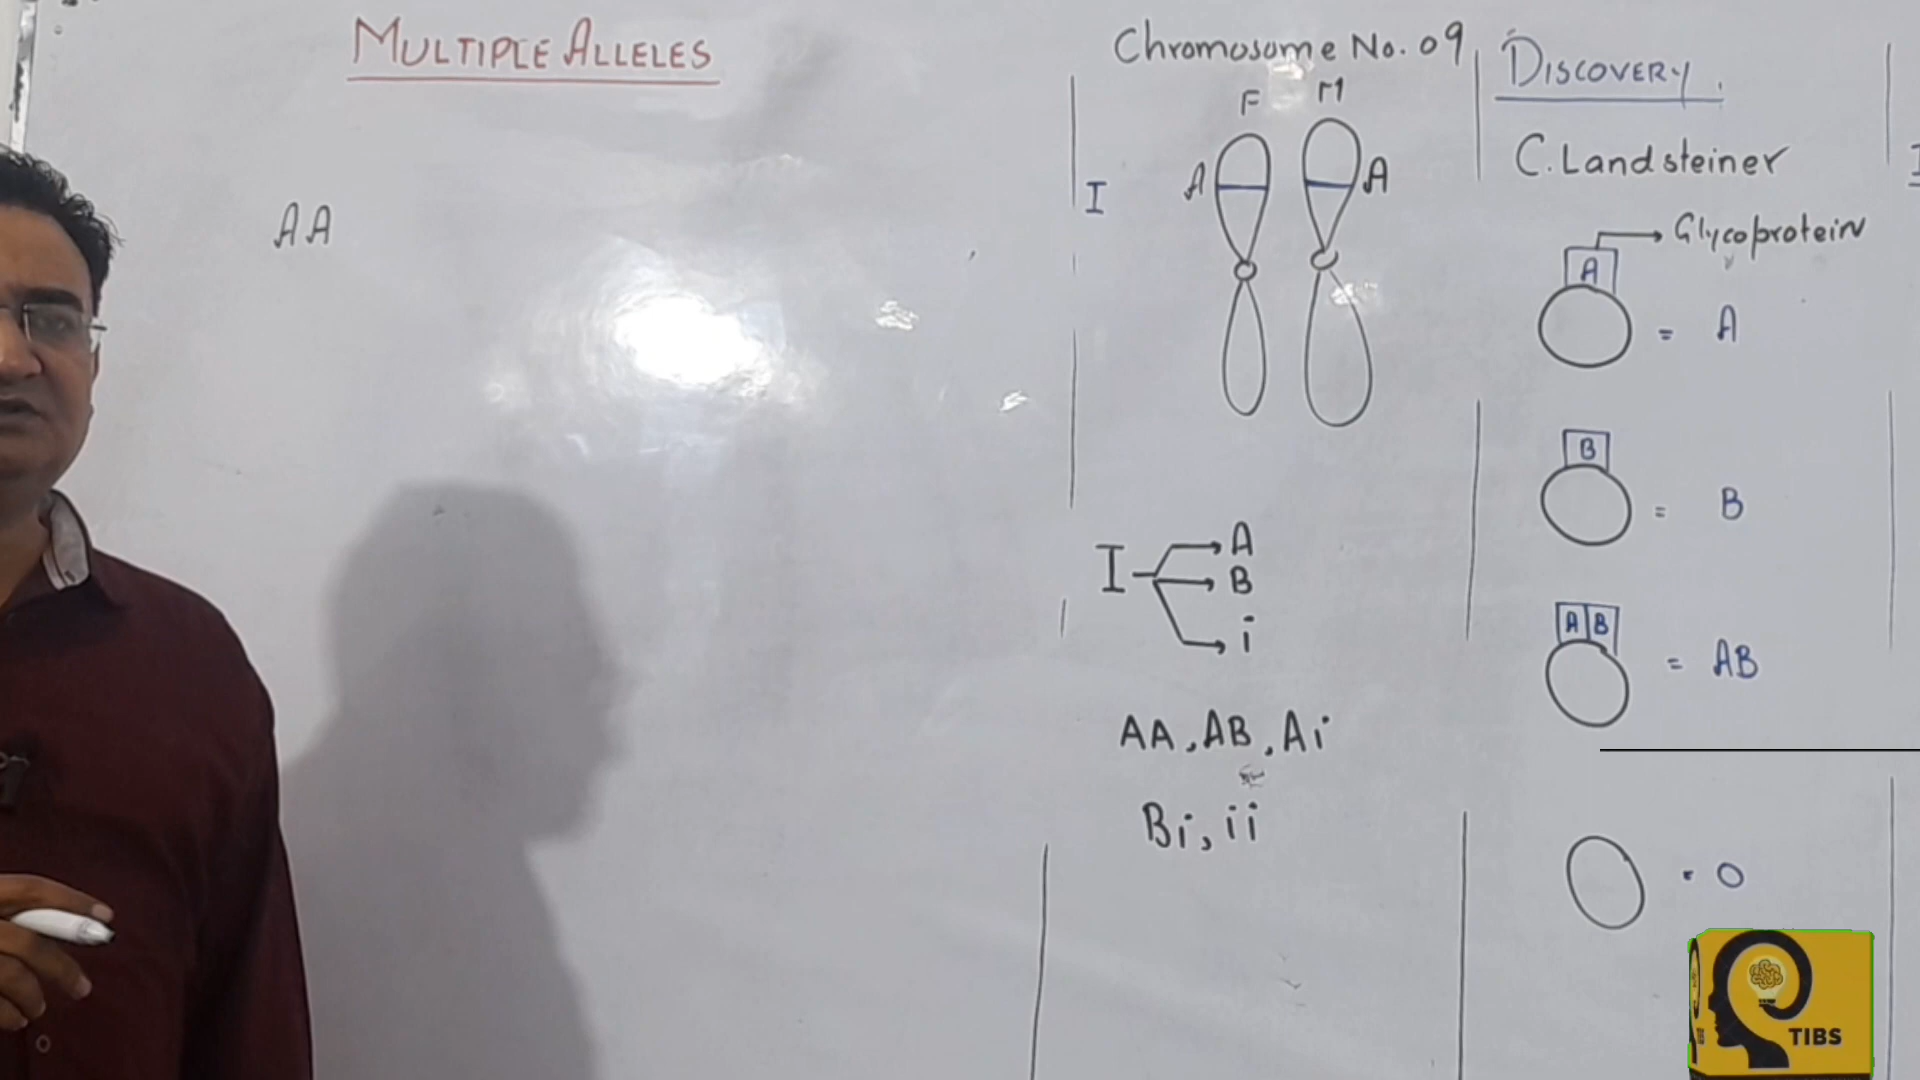 MULTIPLE ALLELES
AA
Chromosome No. 09
F M
I A A
I A
B
i
AA, AB, Ai
Bi, ii
DISCOVERY.
C. Landsteiner
Glycoprotein
A = A
B = B
A B = AB
= O
TIBS